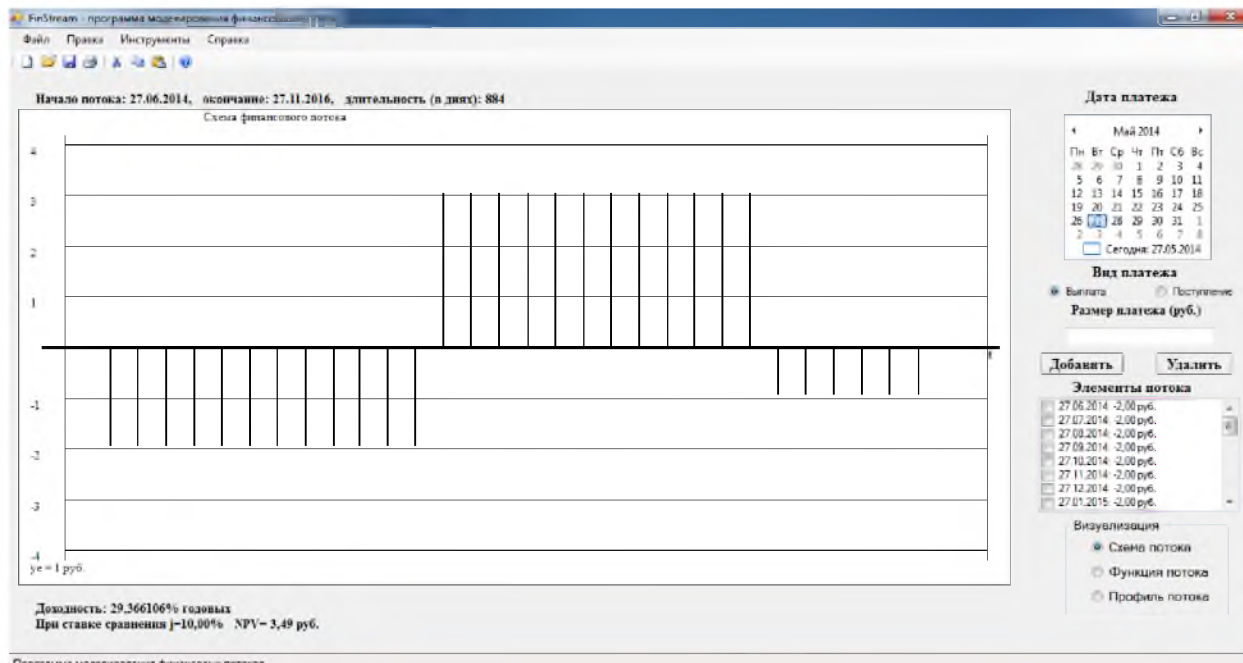 FinStream - программа моделирования
Файл Правка Инструменты Справка
Начало потока: 27.06.2014, окончание: 27.11.2016, длительность (в днях): 884
Схема финансового потока
4
3
2
1
-1
-2
-3
-4
ye = 1 руб.
Доходность: 29,366106% годовых
При ставке сравнения j=10,00% NPV= 3,49 руб.
Дата платежа
Май 2014
Пн Вт Ср Чт Пт Сб Вс
28 29 30 1 2 3 4
5 6 7 8 9 10 11
12 13 14 15 16 17 18
19 20 21 22 23 24 25
26 27 28 29 30 31 1
2 3 4 5 6 7 8
Сегодня: 27.05.2014
Вид платежа
Выплата Поступление
Размер платежа (руб.)
Добавить Удалить
Элементы потока
27.06.2014: -2,00 руб.
27.07.2014: -2,00 руб.
27.08.2014: -2,00 руб.
27.09.2014: -2,00 руб.
27.10.2014: -2,00 руб.
27.11.2014: -2,00 руб.
27.12.2014: -2,00 руб.
27.01.2015: -2,00 руб.
Визуализация
Схема потока
Функция потока
Профиль потока